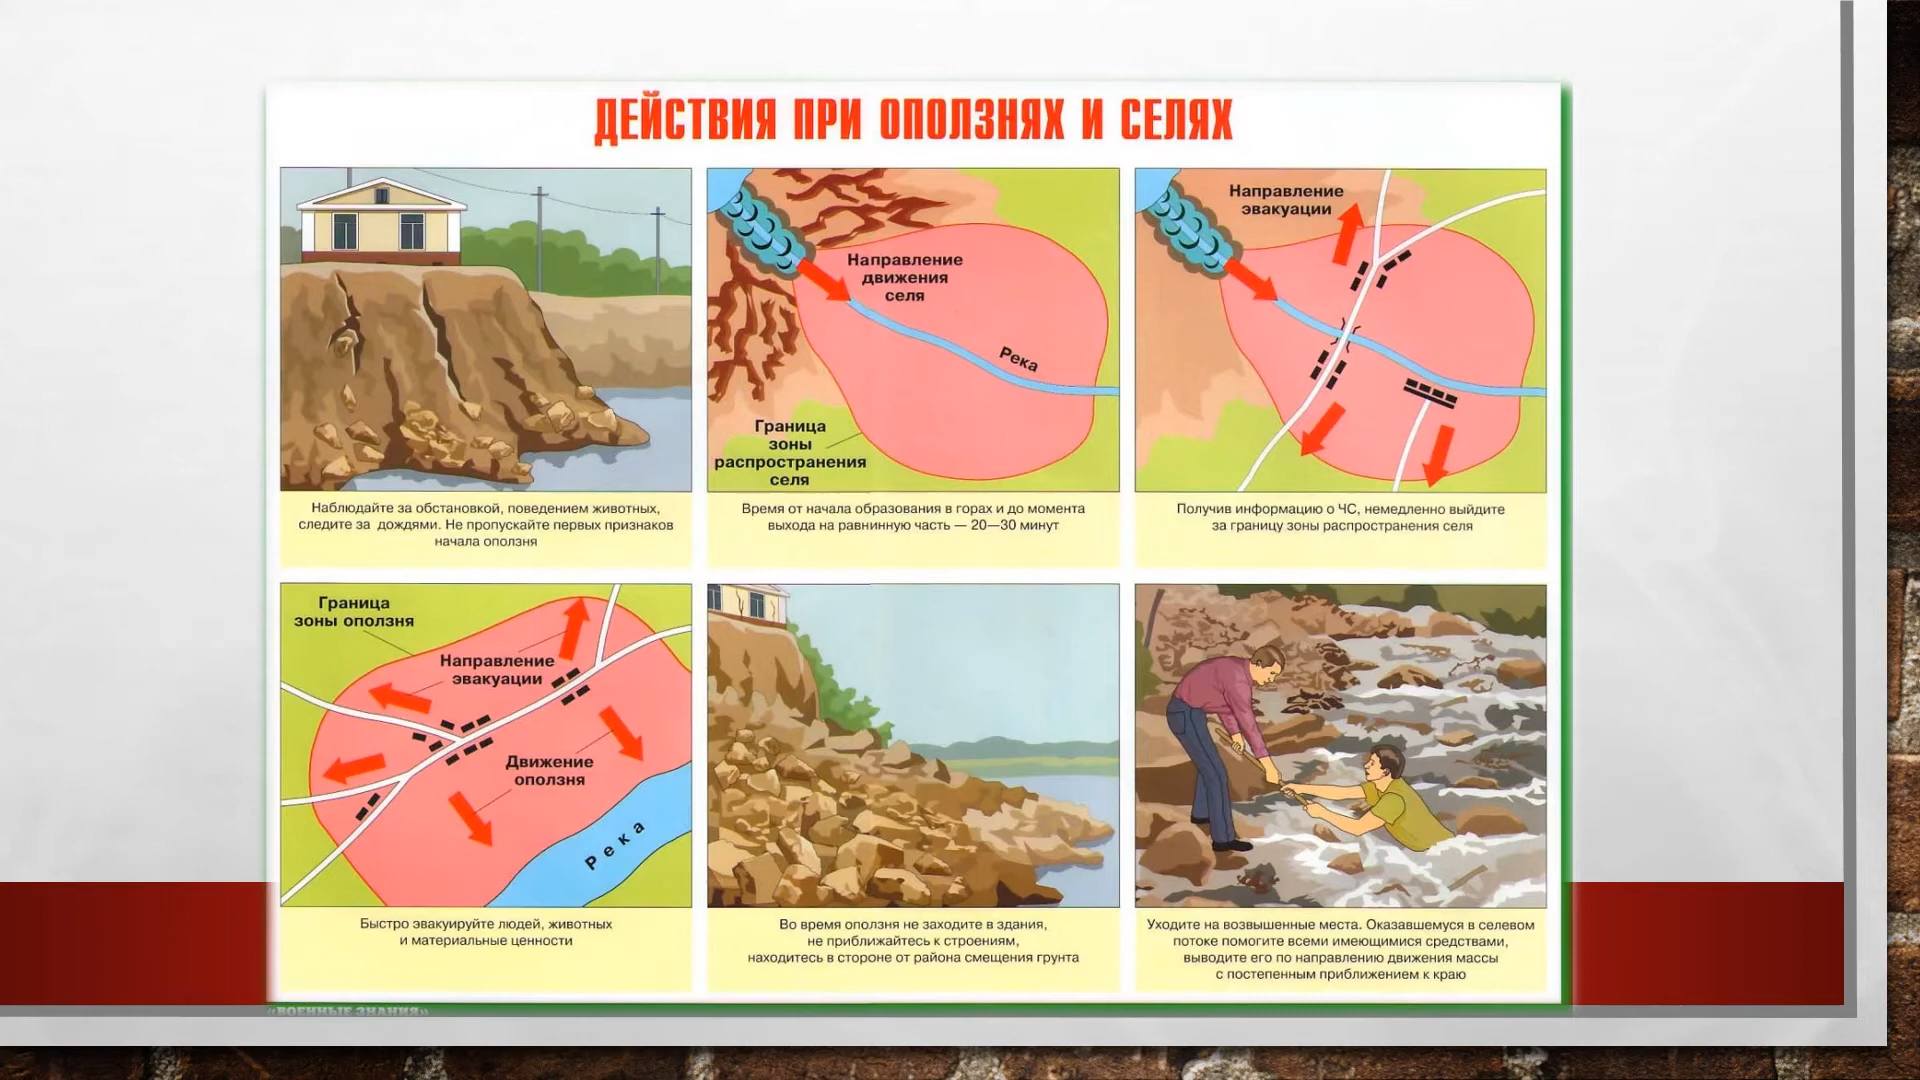 ДЕЙСТВИЯ ПРИ ОПОЛЗНЯХ И СЕЛЯХ
Наблюдайте за обстановкой, поведением животных,
следите за дождями. Не пропускайте первых признаков
начала оползня
Направление
движения
селя
Река
Граница
зоны
распространения
селя
Время от начала образования в горах и до момента
выхода на равнинную часть — 20—30 минут
Направление
эвакуации
Получив информацию о ЧС, немедленно выйдите
за границу зоны распространения селя
Граница
зоны оползня
Направление
эвакуации
Движение
оползня
Река
Быстро эвакуируйте людей, животных
и материальные ценности
Во время оползня не заходите в здания,
не приближайтесь к строениям,
находитесь в стороне от района смещения грунта
Уходите на возвышенные места. Оказавшемуся в селевом
потоке помогите всеми имеющимися средствами,
выводите его по направлению движения массы
с постепенным приближением к краю
«ВОЕННЫЕ ЗНАНИЯ»